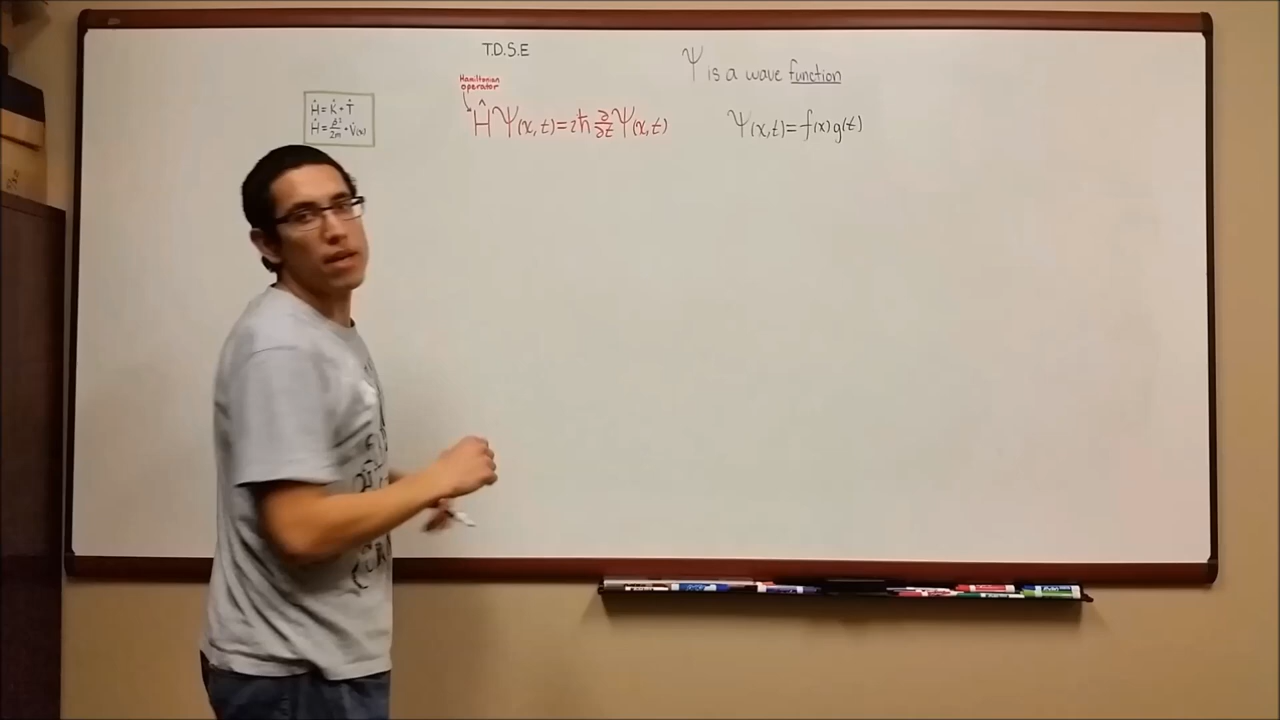 T.D.S.E
Ψ is a wave function
Hamiltonian
operator
Ĥ = K̂ + T̂
Ĥ = p̂²/2m + V̂(x)
ĤΨ(x,t) = iħ ∂/∂t Ψ(x,t)
Ψ(x,t) = f(x)g(t)